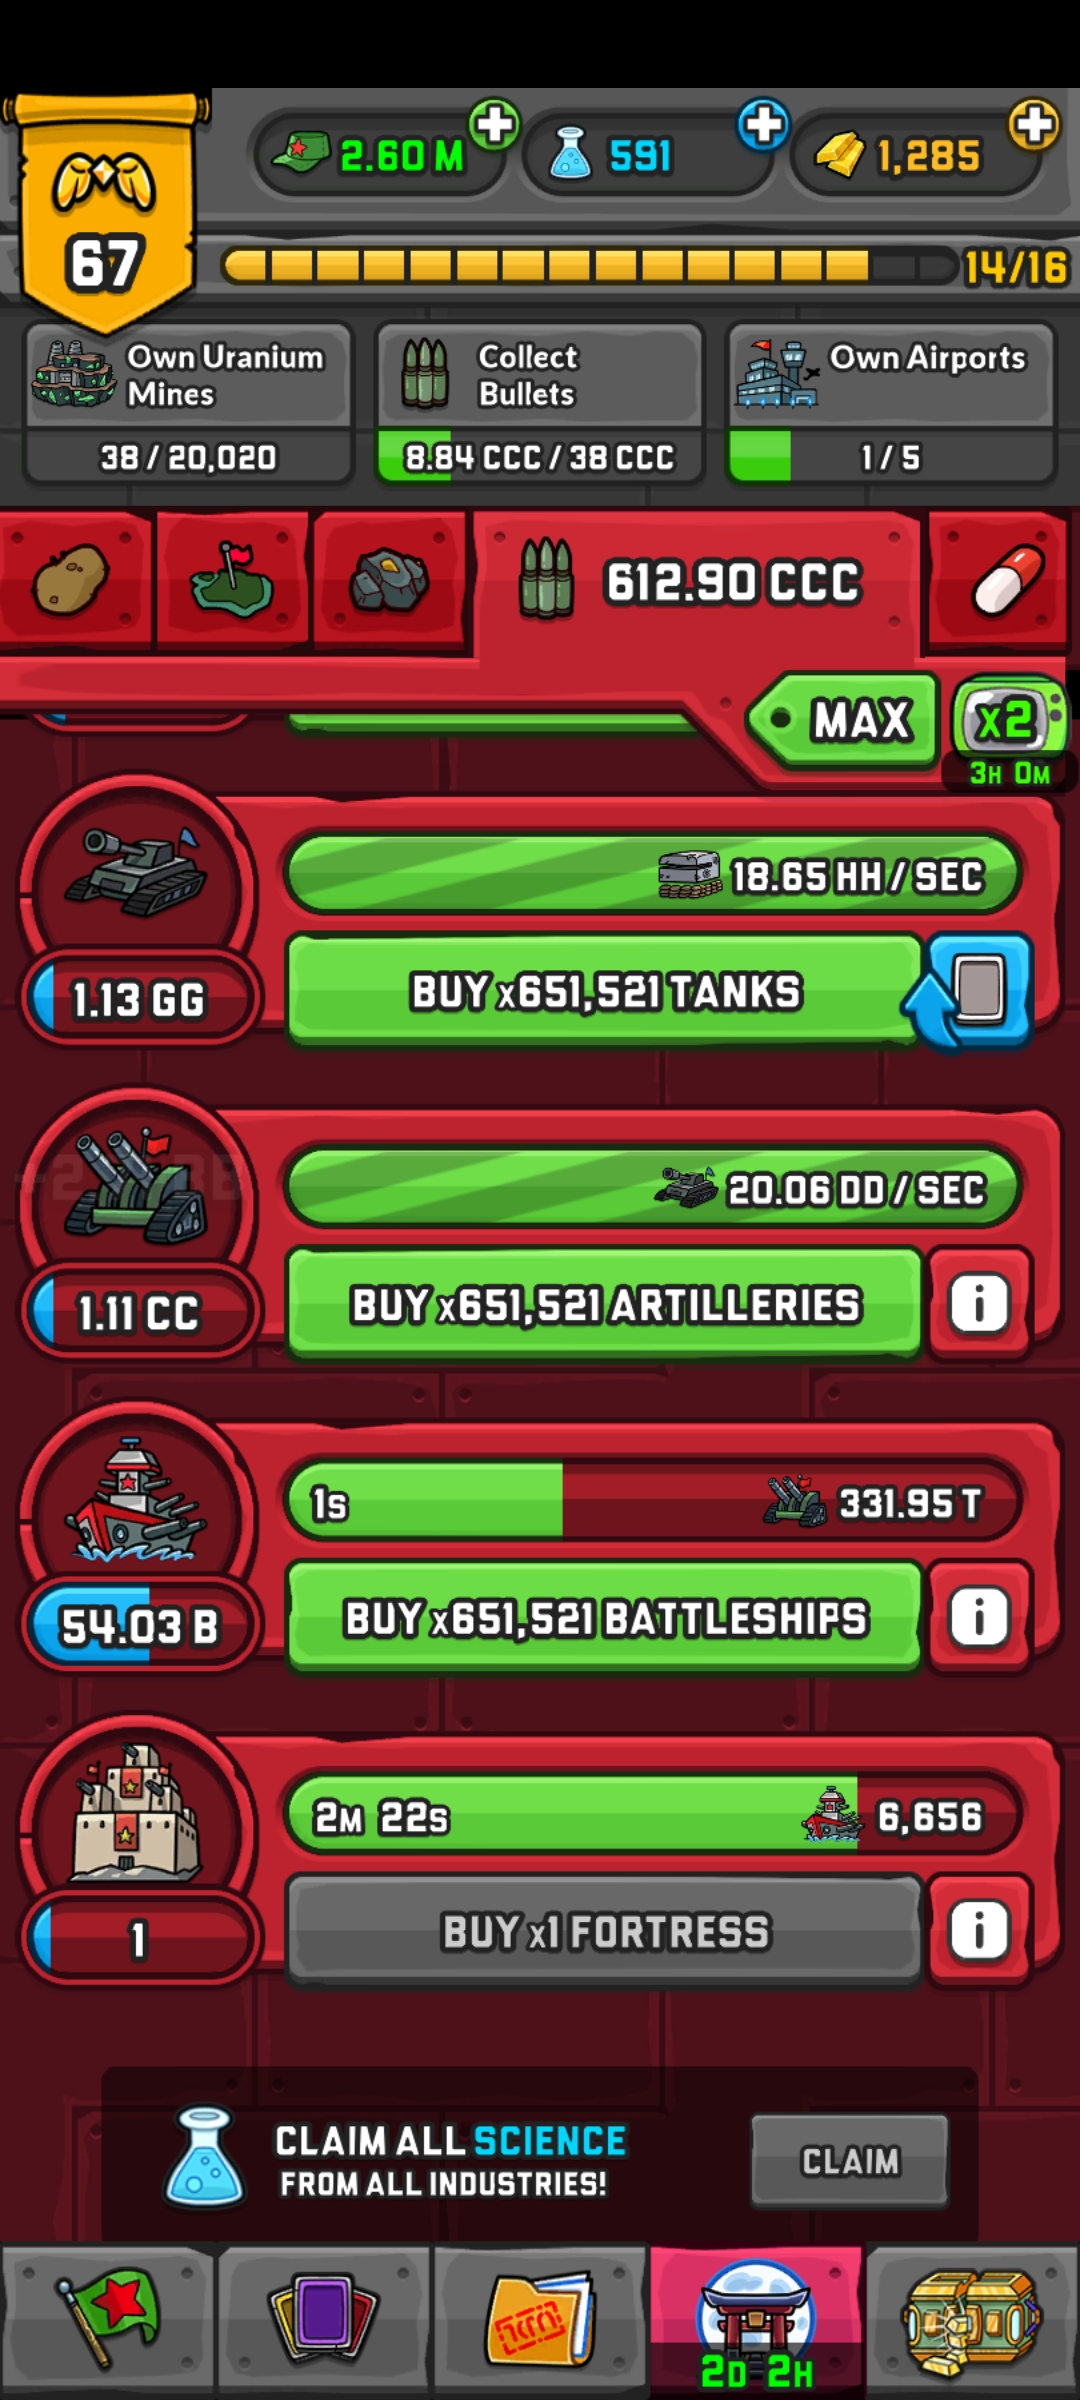 2.60 M
591
1,285
67
14/16
Own Uranium
Mines
38 / 20,020
Collect
Bullets
8.84 CCC / 38 CCC
Own Airports
1 / 5
612.90 CCC
MAX
x2
3H 0M
18.65 HH / SEC
1.13 GG
BUY x651,521 TANKS
20.06 DD / SEC
1.11 CC
BUY x651,521 ARTILLERIES
i
1S
331.95 T
54.03 B
BUY x651,521 BATTLESHIPS
i
2M 22S
6,656
1
BUY x1 FORTRESS
i
CLAIM ALL SCIENCE
FROM ALL INDUSTRIES!
CLAIM
2D 2H